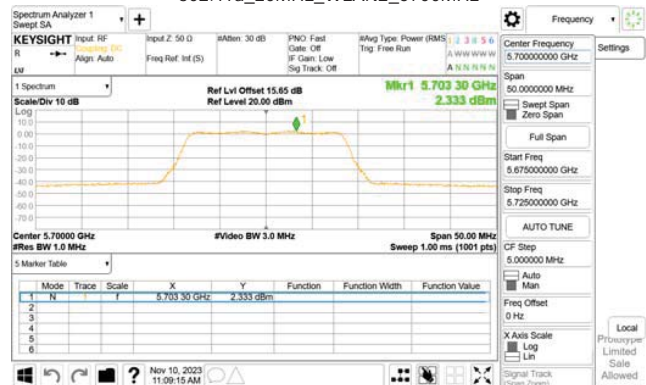 Spectrum Analyzer 1
Swept SA
Frequency
KEYSIGHT
R
Input: RF
Coupling: DC
Align: Auto
Input Z: 50 Ω
Freq Ref: Int (S)
#Atten: 30 dB
PNO: Fast
Gate: Off
IF Gain: Low
Sig Track: Off
#Avg Type: Power (RMS
Trig: Free Run
1 2 3 4 5 6
A W W W W W
A N N N N N
1 Spectrum
Scale/Div 10 dB
Ref Lvl Offset 15.65 dB
Ref Level 20.00 dBm
Mkr1 5.703 30 GHz
2.333 dBm
Log
10.0
0.00
-10.0
-20.0
-30.0
-40.0
-50.0
-60.0
-70.0
1
Center 5.70000 GHz
#Res BW 1.0 MHz
#Video BW 3.0 MHz
Span 50.00 MHz
Sweep 1.00 ms (1001 pts)
5 Marker Table
Mode Trace Scale X Y Function Function Width Function Value
1 N 1 f 5.703 30 GHz 2.333 dBm
2
3
4
5
6
Nov 10, 2023
11:09:15 AM
Center Frequency
5.700000000 GHz
Settings
Span
50.0000000 MHz
Swept Span
Zero Span
Full Span
Start Freq
5.675000000 GHz
Stop Freq
5.725000000 GHz
AUTO TUNE
CF Step
5.000000 MHz
Auto
Man
Freq Offset
0 Hz
X Axis Scale
Log
Lin
Signal Track
(Span Zoom)
Local
Prototype
Limited
Sale
Allowed